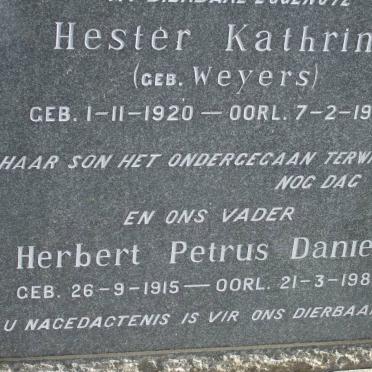 Hester Kathrin
(GEB. Weyers)
GEB. 1-11-1920 — OORL. 7-2-19
HAAR SON HET ONDERGEGAAN TERW
NOG DAG
EN ONS VADER
Herbert Petrus Danie
GEB. 26-9-1915 — OORL. 21-3-198
U NAGEDAGTENIS IS VIR ONS DIERBAA